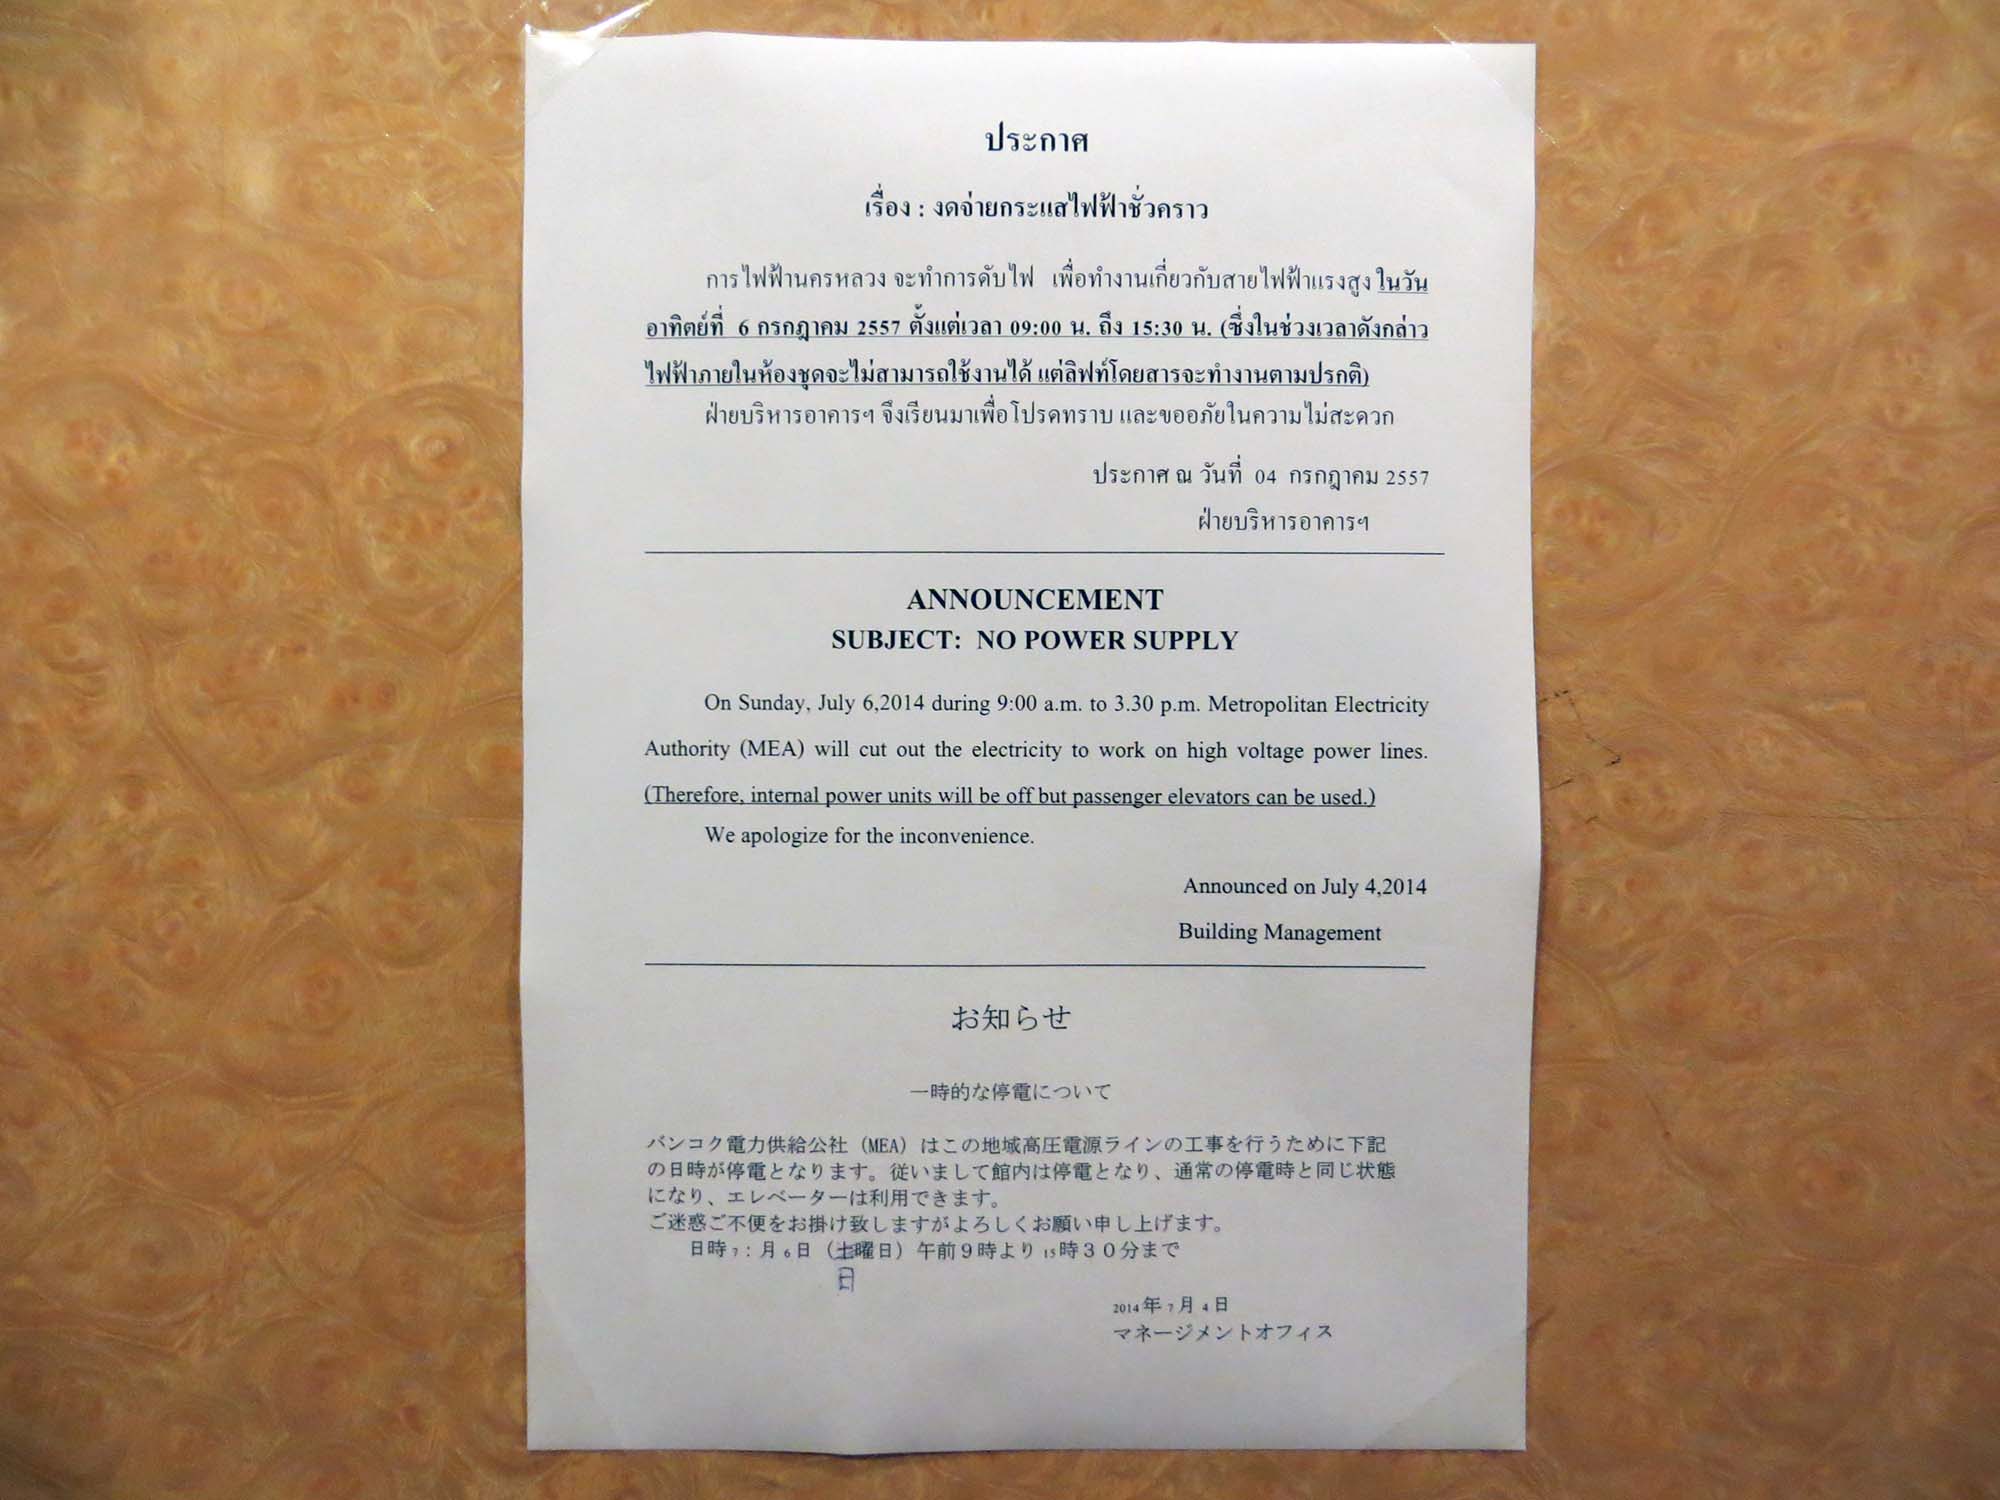 ประกาศ
เรื่อง : งดจ่ายกระแสไฟฟ้าชั่วคราว
การไฟฟ้านครหลวง จะทำการดับไฟ เพื่อทำงานเกี่ยวกับสายไฟฟ้าแรงสูง ในวัน
อาทิตย์ที่ 6 กรกฎาคม 2557 ตั้งแต่เวลา 09:00 น. ถึง 15:30 น. (ซึ่งในช่วงเวลาดังกล่าว
ไฟฟ้าภายในห้องชุดจะไม่สามารถใช้งานได้ แต่ลิฟท์โดยสารจะทำงานตามปรกติ)
ฝ่ายบริหารอาคารฯ จึงเรียนมาเพื่อโปรดทราบ และขออภัยในความไม่สะดวก
ประกาศ ณ วันที่ 04 กรกฎาคม 2557
ฝ่ายบริหารอาคารฯ
ANNOUNCEMENT
SUBJECT: NO POWER SUPPLY
On Sunday, July 6,2014 during 9:00 a.m. to 3.30 p.m. Metropolitan Electricity
Authority (MEA) will cut out the electricity to work on high voltage power lines.
(Therefore, internal power units will be off but passenger elevators can be used.)
We apologize for the inconvenience.
Announced on July 4,2014
Building Management
お知らせ
一時的な停電について
バンコク電力供給公社（MEA）はこの地域高圧電源ラインの工事を行うために下記
の日時が停電となります。従いまして館内は停電となり、通常の停電時と同じ状態
になり、エレベーターは利用できます。
ご迷惑ご不便をお掛け致しますがよろしくお願い申し上げます。
日時7：月6日（土曜日）午前９時より15時３０分まで
日
2014年7月4日
マネージメントオフィス